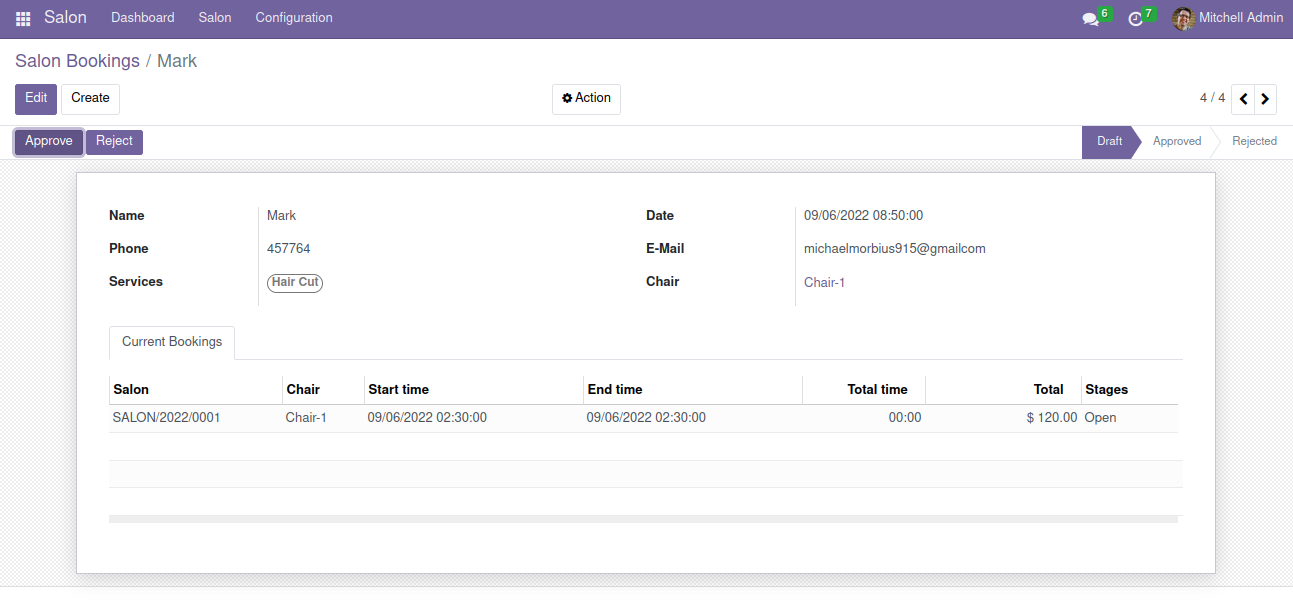 Salon Dashboard Salon Configuration 6 7 Mitchell Admin
Salon Bookings / Mark
Edit Create Action 4 / 4
Approve Reject Draft Approved Rejected
Name Mark Date 09/06/2022 08:50:00
Phone 457764 E-Mail michaelmorbius915@gmailcom
Services Hair Cut Chair Chair-1
Current Bookings
Salon Chair Start time End time Total time Total Stages
SALON/2022/0001 Chair-1 09/06/2022 02:30:00 09/06/2022 02:30:00 00:00 $ 120.00 Open